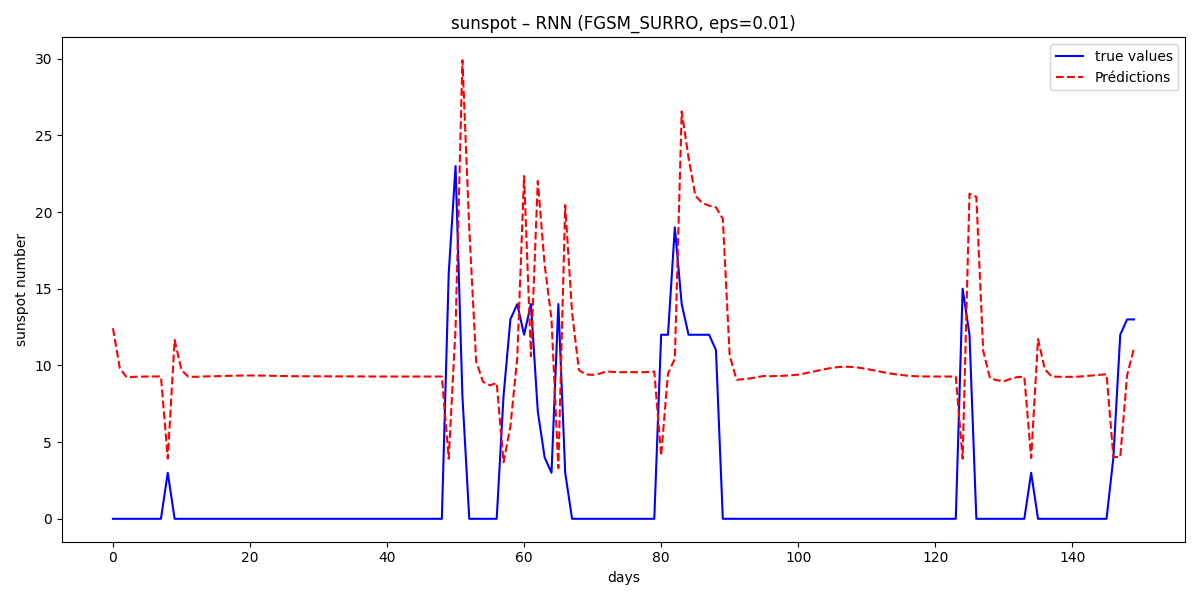 sunspot – RNN (FGSM_SURRO, eps=0.01)
true values
Prédictions
sunspot number
30
25
20
15
10
5
0
0 20 40 60 80 100 120 140
days